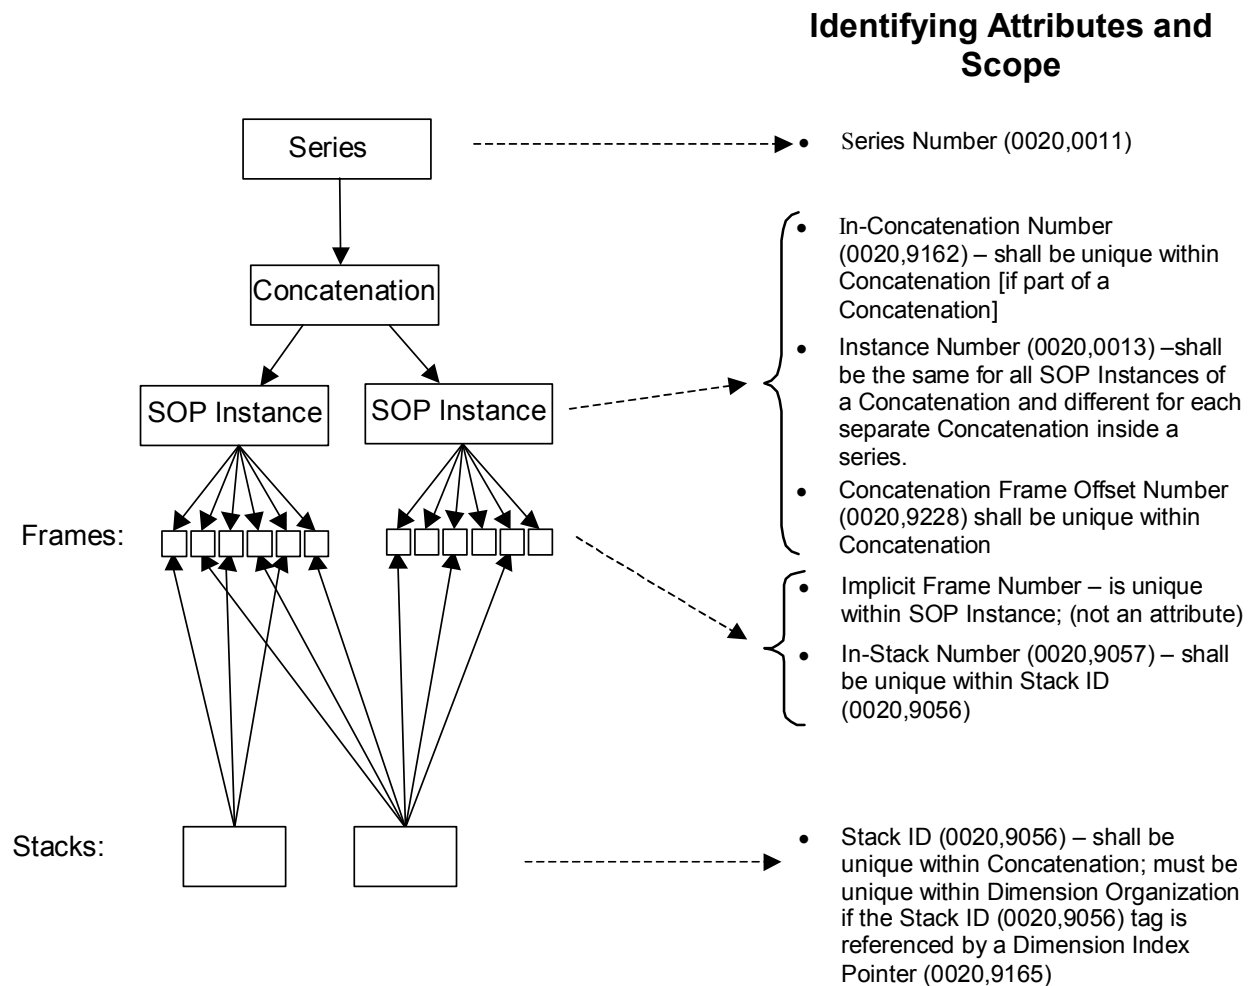 Identifying Attributes and
Scope
Series
• Series Number (0020,0011)
• In-Concatenation Number
(0020,9162) – shall be unique within
Concatenation [if part of a
Concatenation]
Concatenation
• Instance Number (0020,0013) –shall
be the same for all SOP Instances of
a Concatenation and different for each
separate Concatenation inside a
series.
SOP Instance
SOP Instance
• Concatenation Frame Offset Number
(0020,9228) shall be unique within
Concatenation
Frames:
• Implicit Frame Number – is unique
within SOP Instance; (not an attribute)
• In-Stack Number (0020,9057) – shall
be unique within Stack ID
(0020,9056)
Stacks:
• Stack ID (0020,9056) – shall be
unique within Concatenation; must be
unique within Dimension Organization
if the Stack ID (0020,9056) tag is
referenced by a Dimension Index
Pointer (0020,9165)